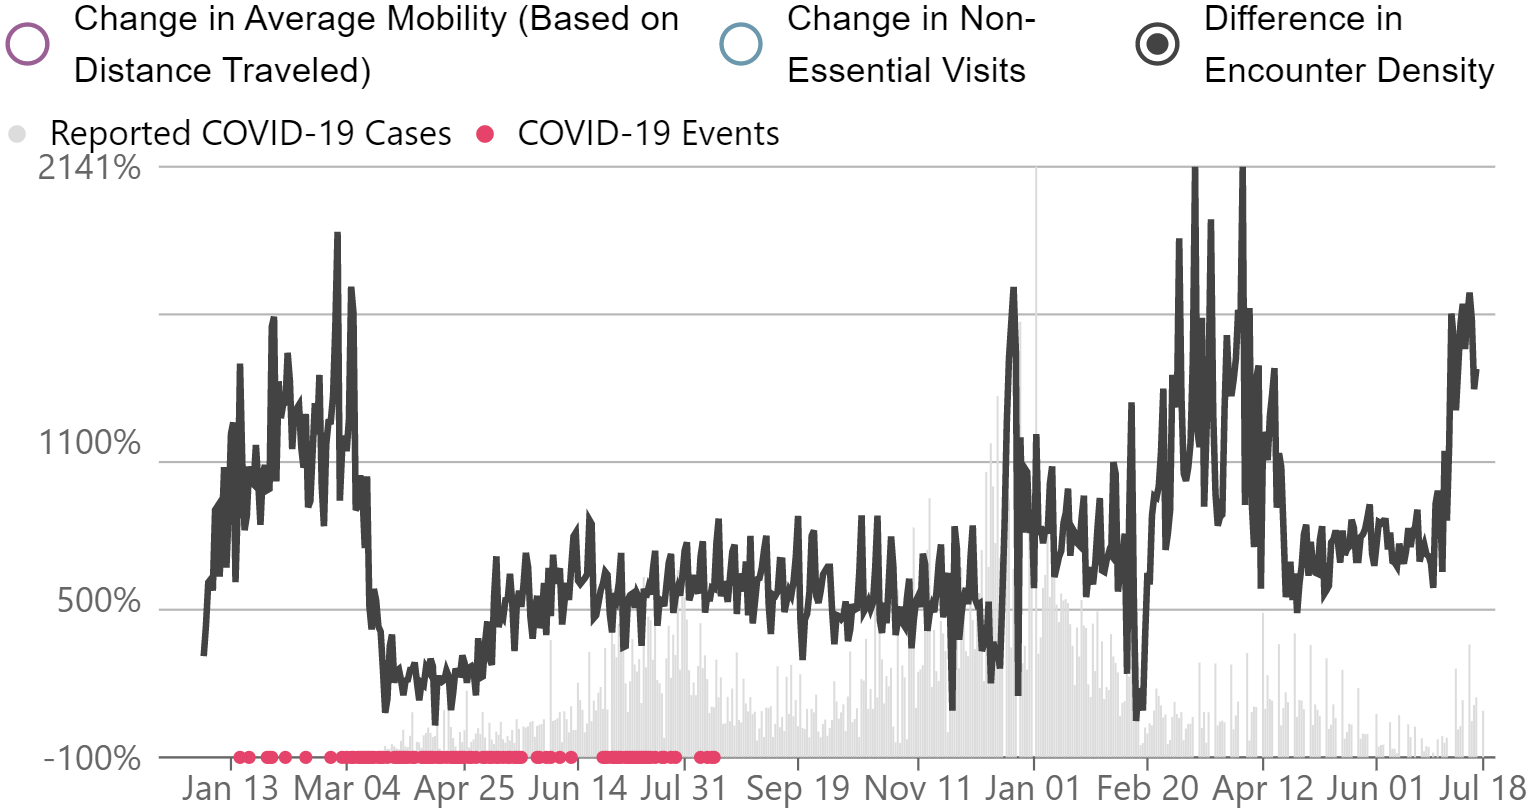 Change in Average Mobility (Based on
Distance Traveled)
Change in Non-
Essential Visits
Difference in
Encounter Density
Reported COVID-19 Cases
COVID-19 Events
2141%
1100%
500%
-100%
Jan 13 Mar 04 Apr 25 Jun 14 Jul 31 Sep 19 Nov 11 Jan 01 Feb 20 Apr 12 Jun 01 Jul 18